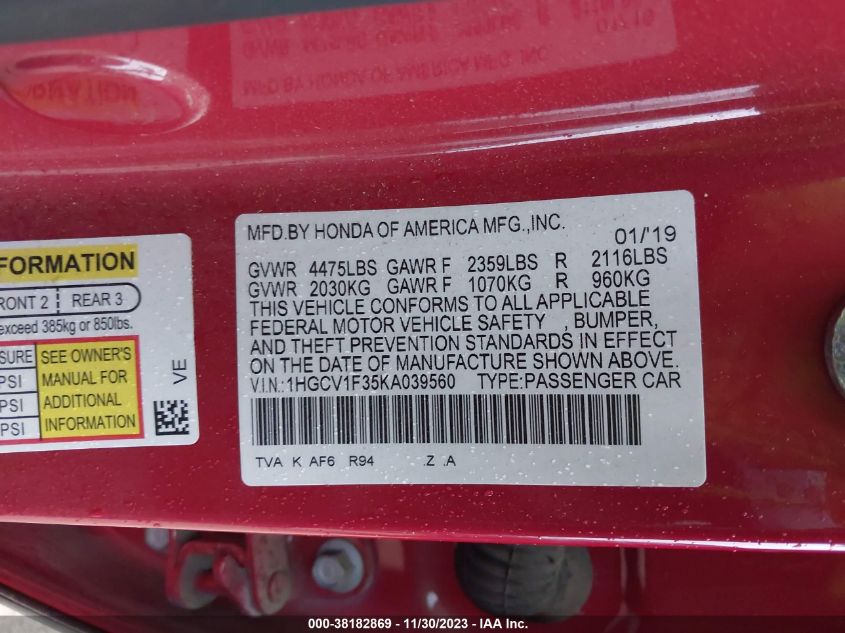 MFD.BY HONDA OF AMERICA MFG.,INC.
01/'19
GVWR 4475LBS GAWR F 2359LBS R 2116LBS
GVWR 2030KG GAWR F 1070KG R 960KG
THIS VEHICLE CONFORMS TO ALL APPLICABLE
FEDERAL MOTOR VEHICLE SAFETY , BUMPER,
AND THEFT PREVENTION STANDARDS IN EFFECT
ON THE DATE OF MANUFACTURE SHOWN ABOVE.
V.I.N.:1HGCV1F35KA039560 TYPE:PASSENGER CAR
TVA K AF6 R94 .Z .A
FORMATION
FRONT 2 REAR 3
exceed 385kg or 850lbs.
SURE SEE OWNER'S
PSI MANUAL FOR
PSI ADDITIONAL
PSI INFORMATION
VE
000-38182869 - 11/30/2023 - IAA Inc.